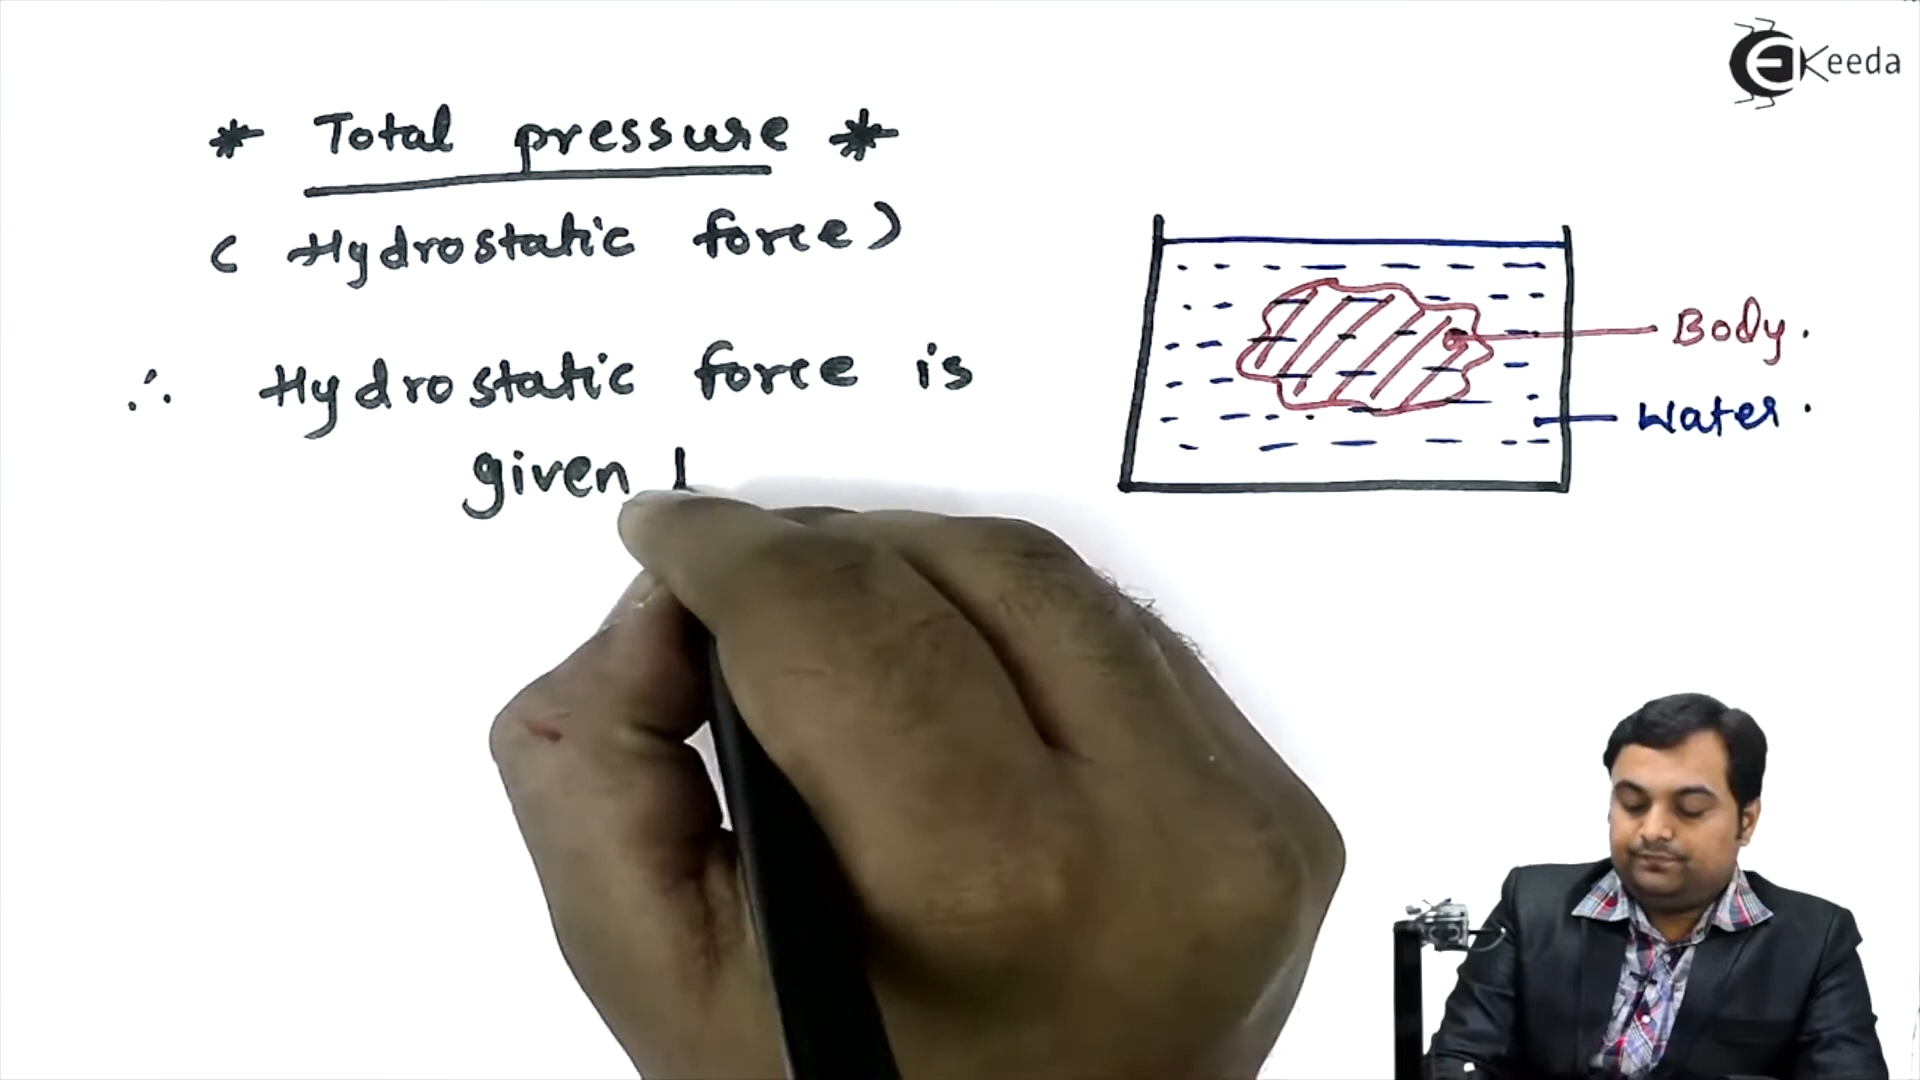 * Total pressure *
( Hydrostatic force)
∴ Hydrostatic force is
given
Body.
Water.
EKeeda